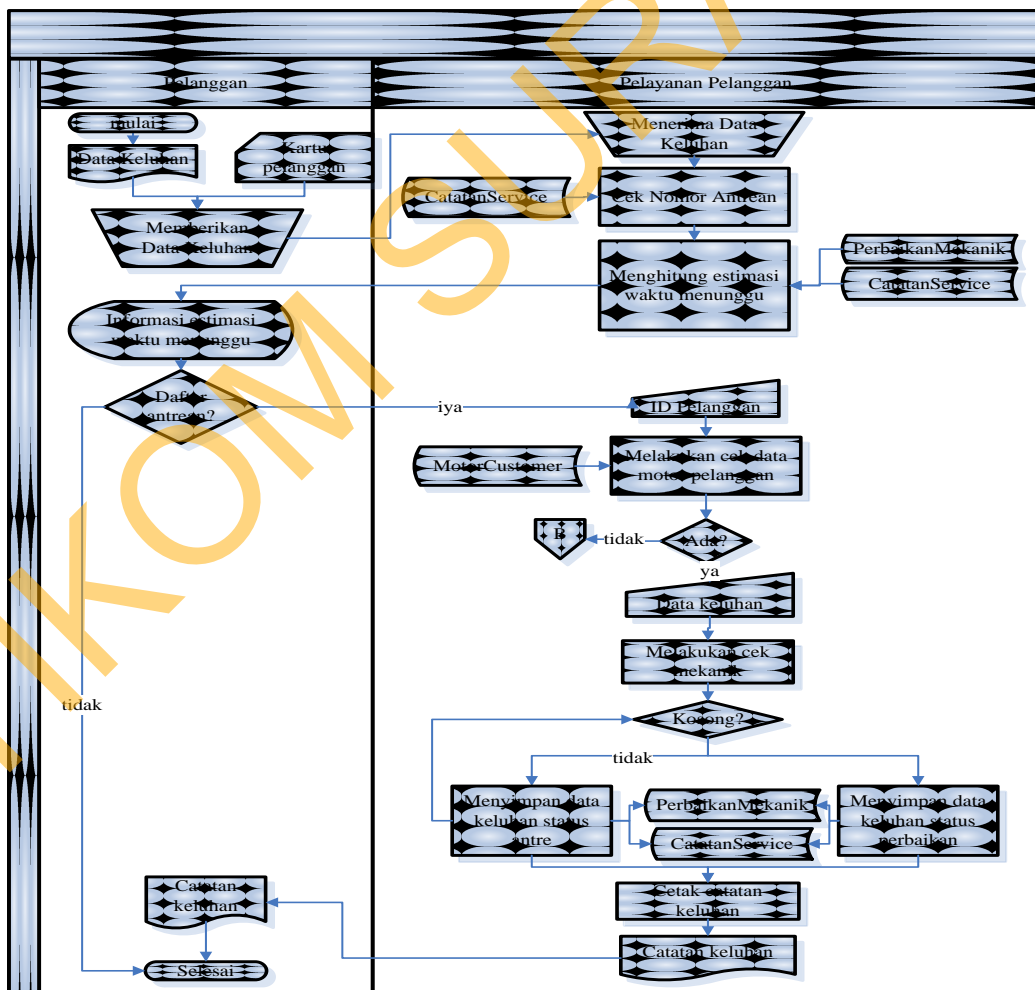 Pelanggan
Pelayanan Pelanggan
mulai
Data Keluhan
Kartu
pelanggan
Memberikan
Data Keluhan
Menerima Data
Keluhan
CatatanService
Cek Nomor Antrean
Menghitung estimasi
waktu menunggu
PerbaikanMekanik
CatatanService
Informasi estimasi
waktu menunggu
Daftar
antrean?
iya
ID Pelanggan
MotorCustomer
Melakukan cek data
motor pelanggan
Ada?
tidak
B
ya
Data keluhan
Melakukan cek
mekanik
Kosong?
tidak
tidak
Menyimpan data
keluhan status
antre
PerbaikanMekanik
CatatanService
Menyimpan data
keluhan status
perbaikan
Cetak catatan
keluhan
Catatan keluhan
Catatan
keluhan
Selesai
IKOM SURA